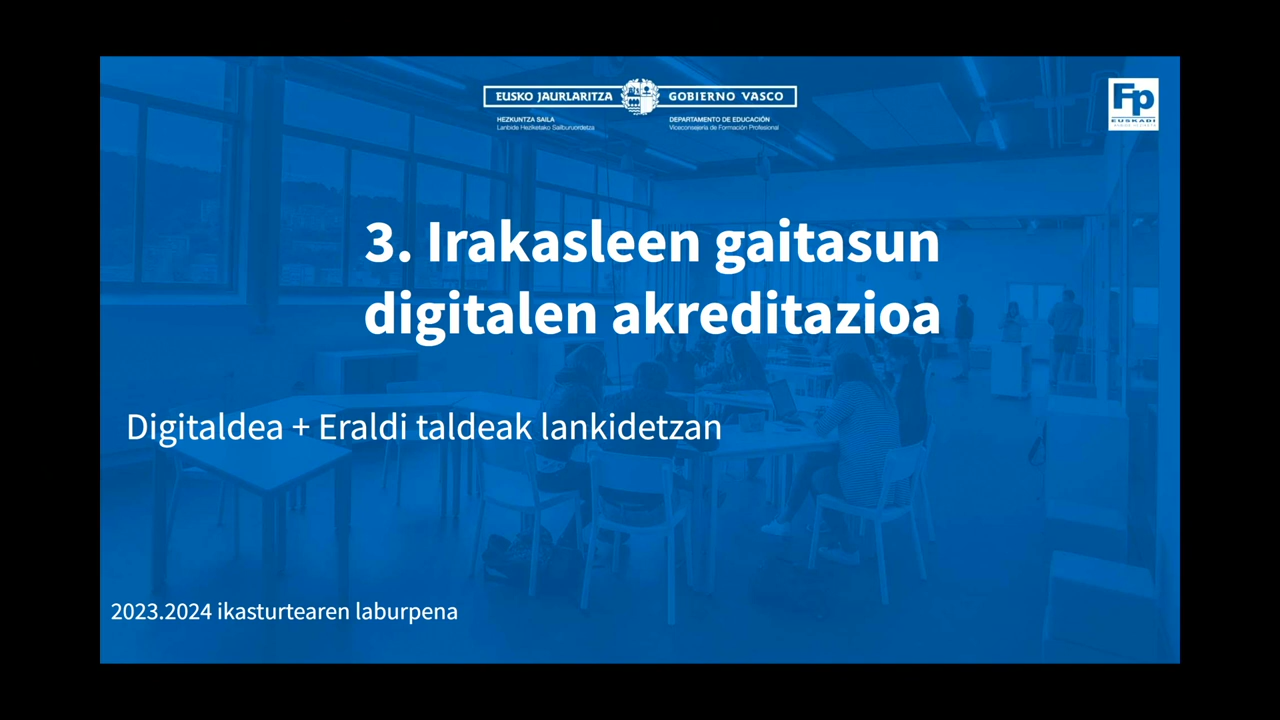 EUSKO JAURLARITZA
GOBIERNO VASCO
HEZKUNTZA SAILA
Lanbide Heziketako Sailburuordetza
DEPARTAMENTO DE EDUCACIÓN
Viceconsejería de Formación Profesional
Fp
EUSKADI
3. Irakasleen gaitasun
digitalen akreditazioa
Digitaldea + Eraldi taldeak lankidetzan
2023.2024 ikasturtearen laburpena